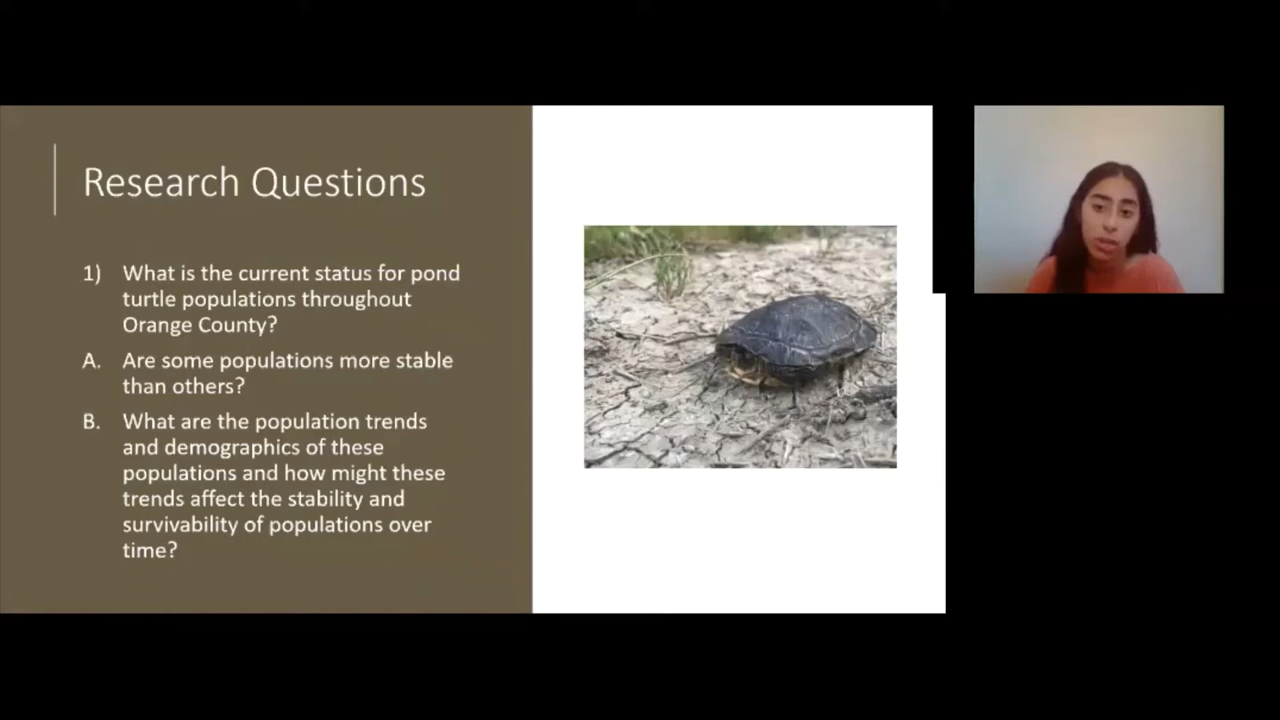 Research Questions
1) What is the current status for pond
turtle populations throughout
Orange County?
A. Are some populations more stable
than others?
B. What are the population trends
and demographics of these
populations and how might these
trends affect the stability and
survivability of populations over
time?